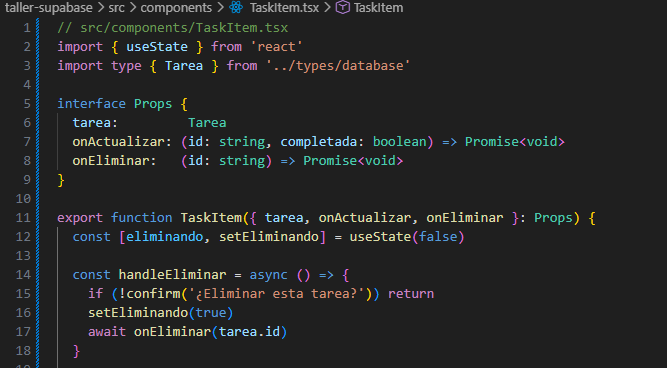 taller-supabase > src > components > TaskItem.tsx > TaskItem
1 // src/components/TaskItem.tsx
2 import { useState } from 'react'
3 import type { Tarea } from '../types/database'
4
5 interface Props {
6   tarea:         Tarea
7   onActualizar: (id: string, completada: boolean) => Promise<void>
8   onEliminar:   (id: string) => Promise<void>
9 }
10
11 export function TaskItem({ tarea, onActualizar, onEliminar }: Props) {
12   const [eliminando, setEliminando] = useState(false)
13
14   const handleEliminar = async () => {
15     if (!confirm('¿Eliminar esta tarea?')) return
16     setEliminando(true)
17     await onEliminar(tarea.id)
18   }